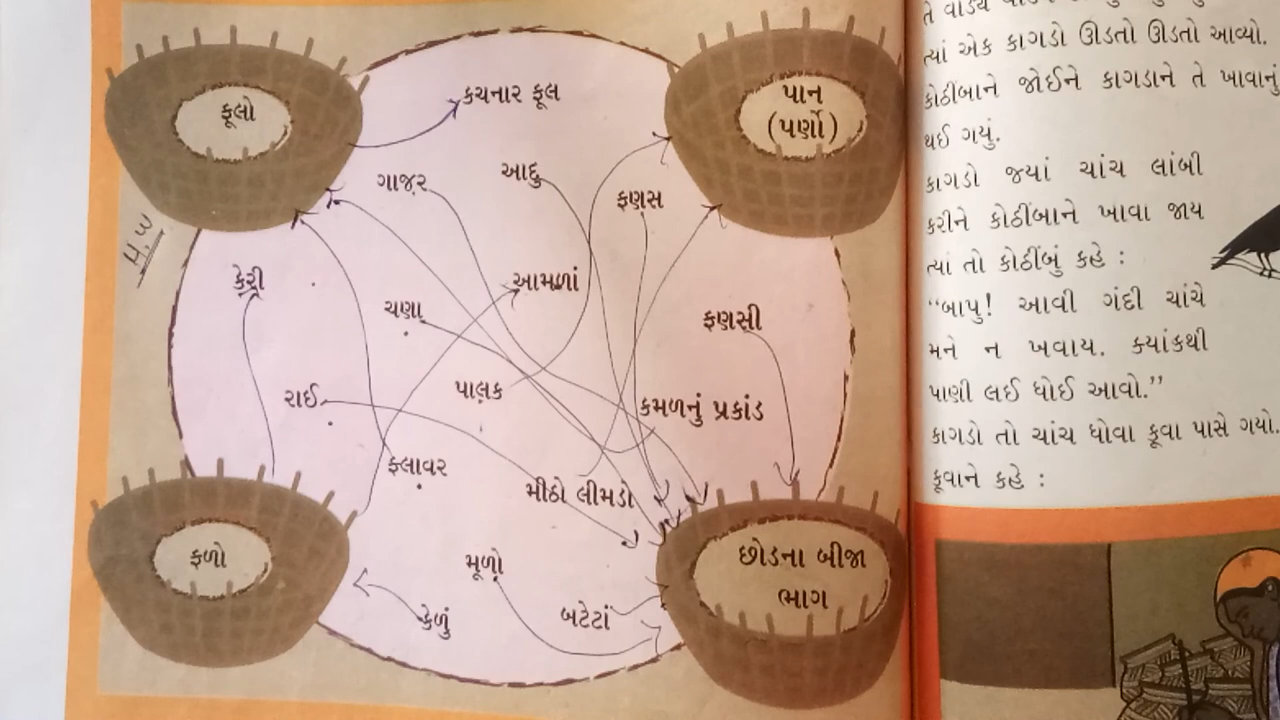 ફૂલો
કચનાર ફૂલ
પાન
(પર્ણો)
ગાજર
આદુ
ફણસ
H.W
કેરી
આમળાં
ચણા
ફણસી
રાઈ
પાલક
કમળનું પ્રકાંડ
ફ્લાવર
મીઠો લીમડો
ફળો
મૂળો
છોડના બીજા
ભાગ
કેળું
બટેટાં
ત્યાં એક કાગડો ઊડતો ઊડતો આવ્યો.
કોઠીંબાને જોઈને કાગડાને તે ખાવાનું
થઈ ગયું.
કાગડો જ્યાં ચાંચ લાંબી
કરીને કોઠીંબાને ખાવા જાય
ત્યાં તો કોઠીંબું કહે :
“બાપુ! આવી ગંદી ચાંચે
મને ન ખવાય. ક્યાંકથી
પાણી લઈ ધોઈ આવો.”
કાગડો તો ચાંચ ધોવા કૂવા પાસે ગયો.
કૂવાને કહે :